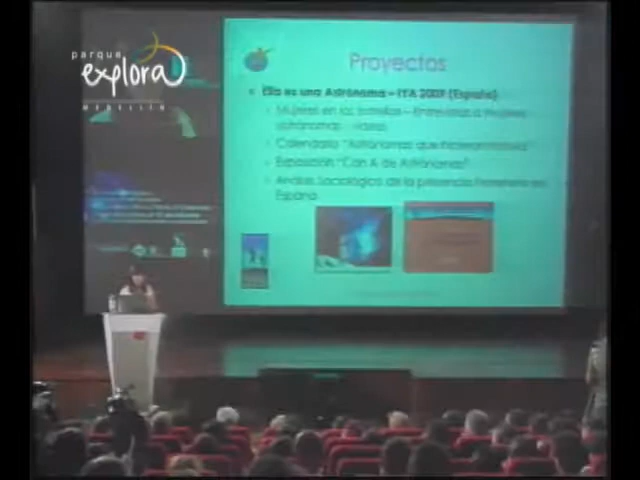 parque
explora
MEDELLÍN
Proyectos
Ella es una Astrónoma – IYA 2009 (España)
Mujeres en las estrellas – Entrevistas a mujeres
astrónomas -
Calendario "Astrónomas que hicieron historia"
Exposición "Con A de Astrónomas"
Análisis Sociológico de la presencia femenina en
España